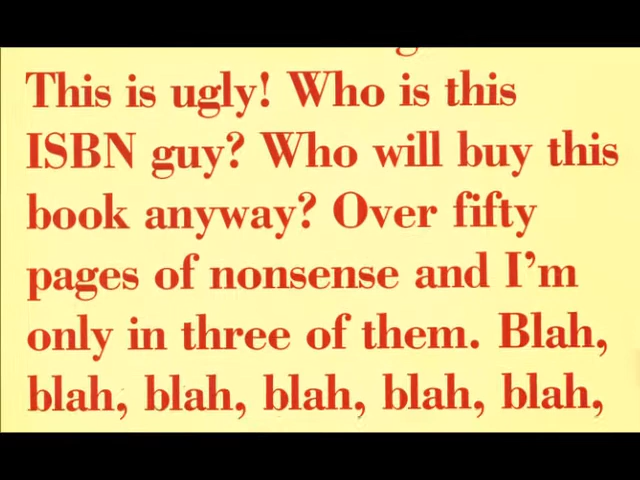 This is ugly! Who is this
ISBN guy? Who will buy this
book anyway? Over fifty
pages of nonsense and I'm
only in three of them. Blah,
blah, blah, blah, blah, blah,